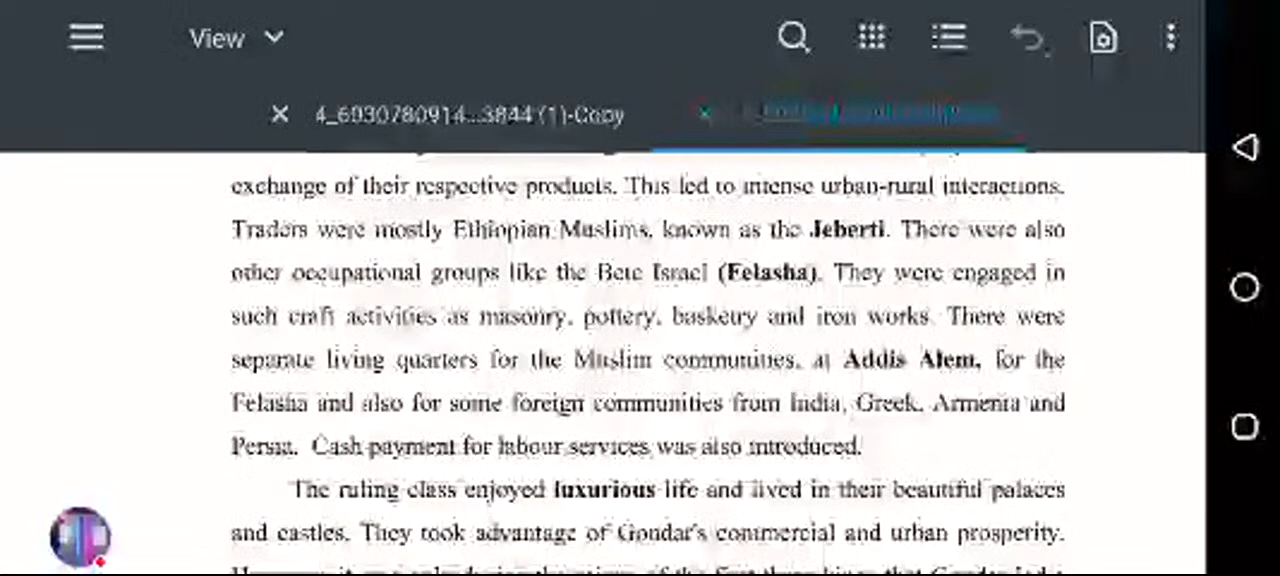 View
4_6030780914...3844 (1)-Copy
exchange of their respective products. This led to intense urban-rural interactions.
Traders were mostly Ethiopian Muslims, known as the Jeberti. There were also
other occupational groups like the Bete Israel (Felasha). They were engaged in
such craft activities as masonry, pottery, basketry and iron works. There were
separate living quarters for the Muslim communities, at Addis Alem, for the
Felasha and also for some foreign communities from India, Greek, Armenia and
Persia. Cash payment for labour services was also introduced.
The ruling class enjoyed luxurious life and lived in their beautiful palaces
and castles. They took advantage of Gondar's commercial and urban prosperity.